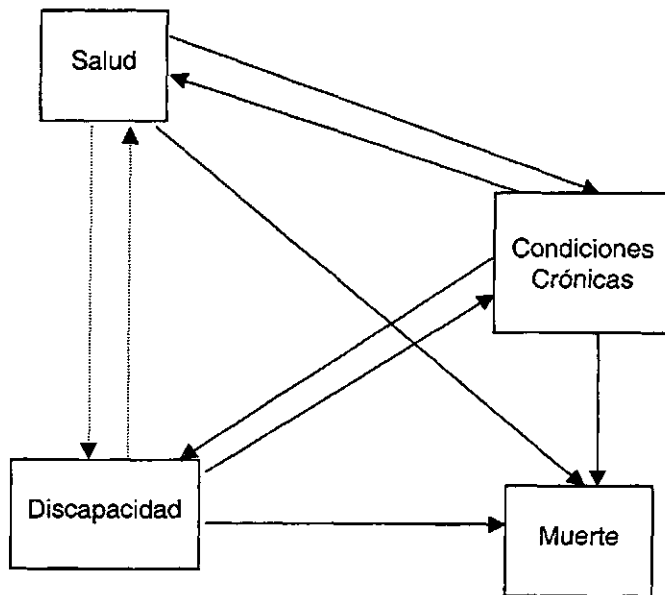 Salud
Condiciones
Crónicas
Discapacidad
Muerte